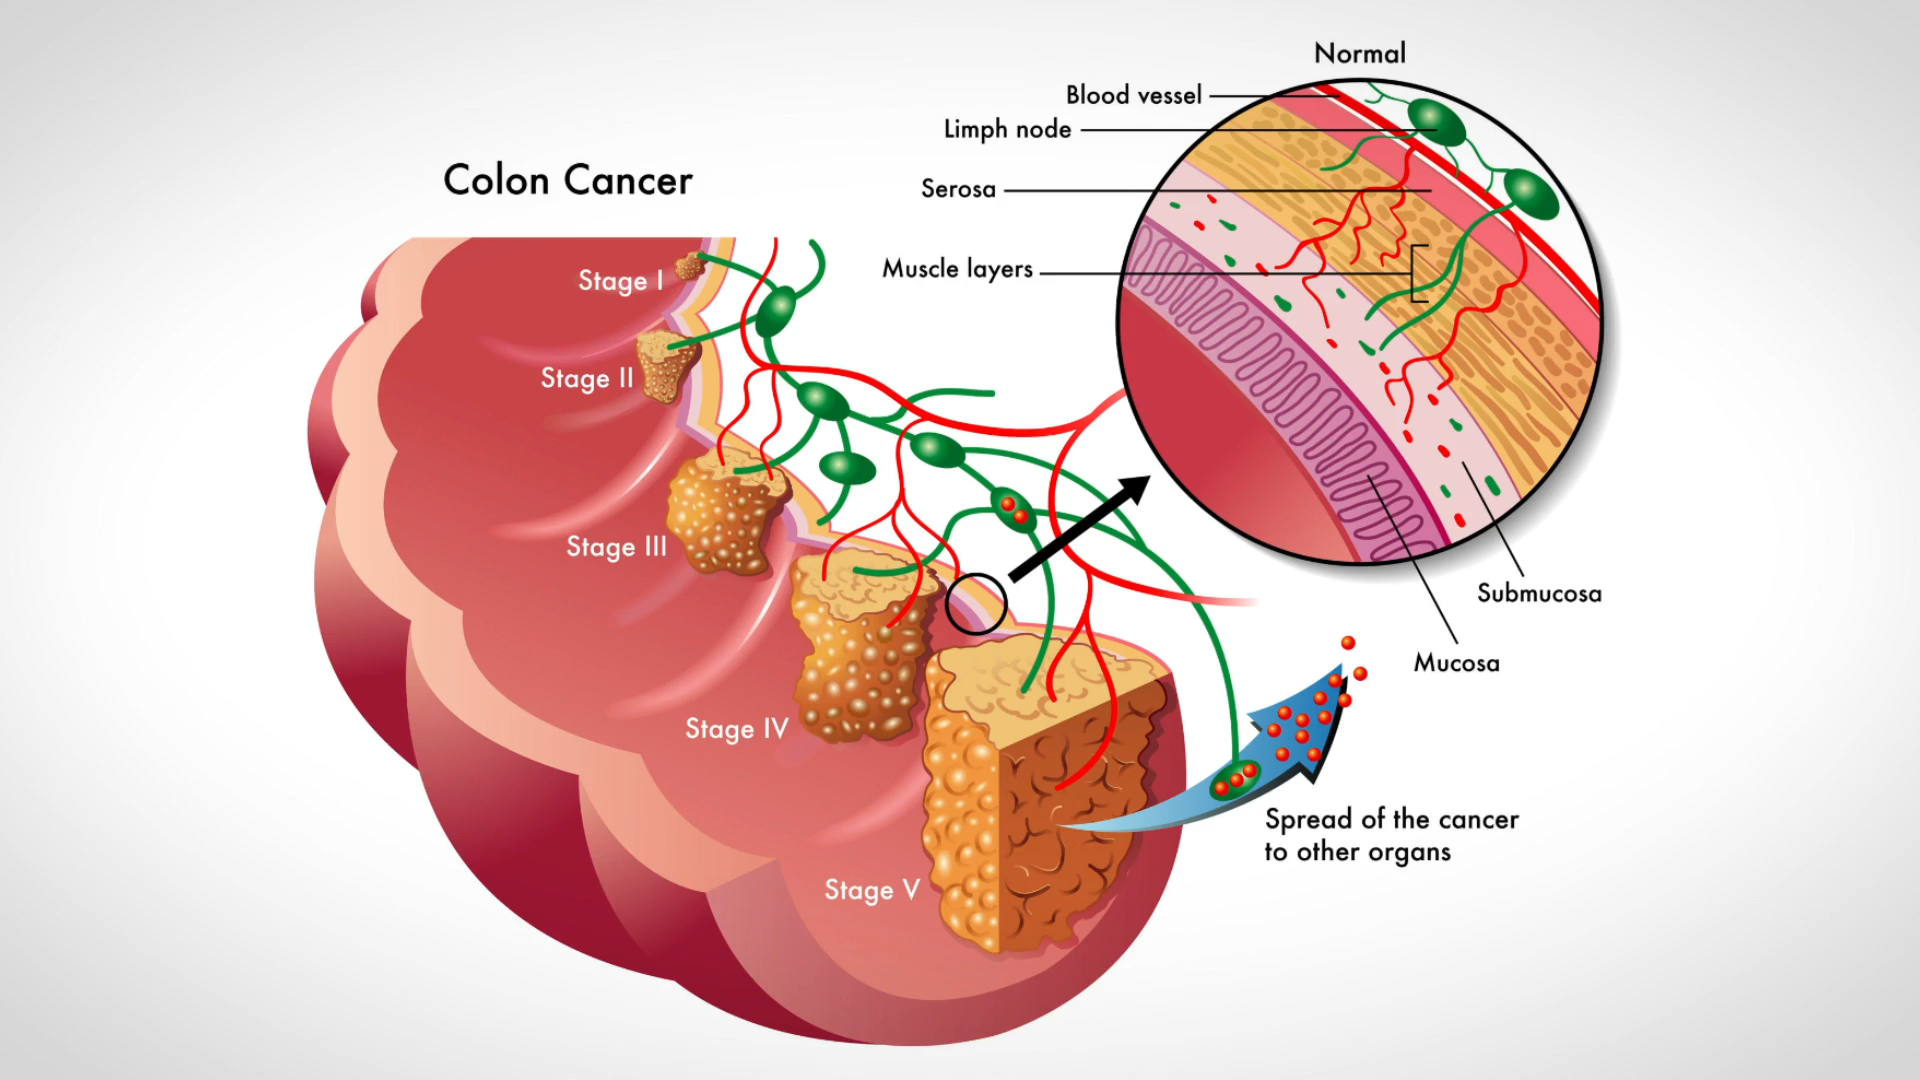 Normal
Blood vessel
Limph node
Serosa
Muscle layers
Colon Cancer
Stage I
Stage II
Stage III
Stage IV
Stage V
Submucosa
Mucosa
Spread of the cancer
to other organs